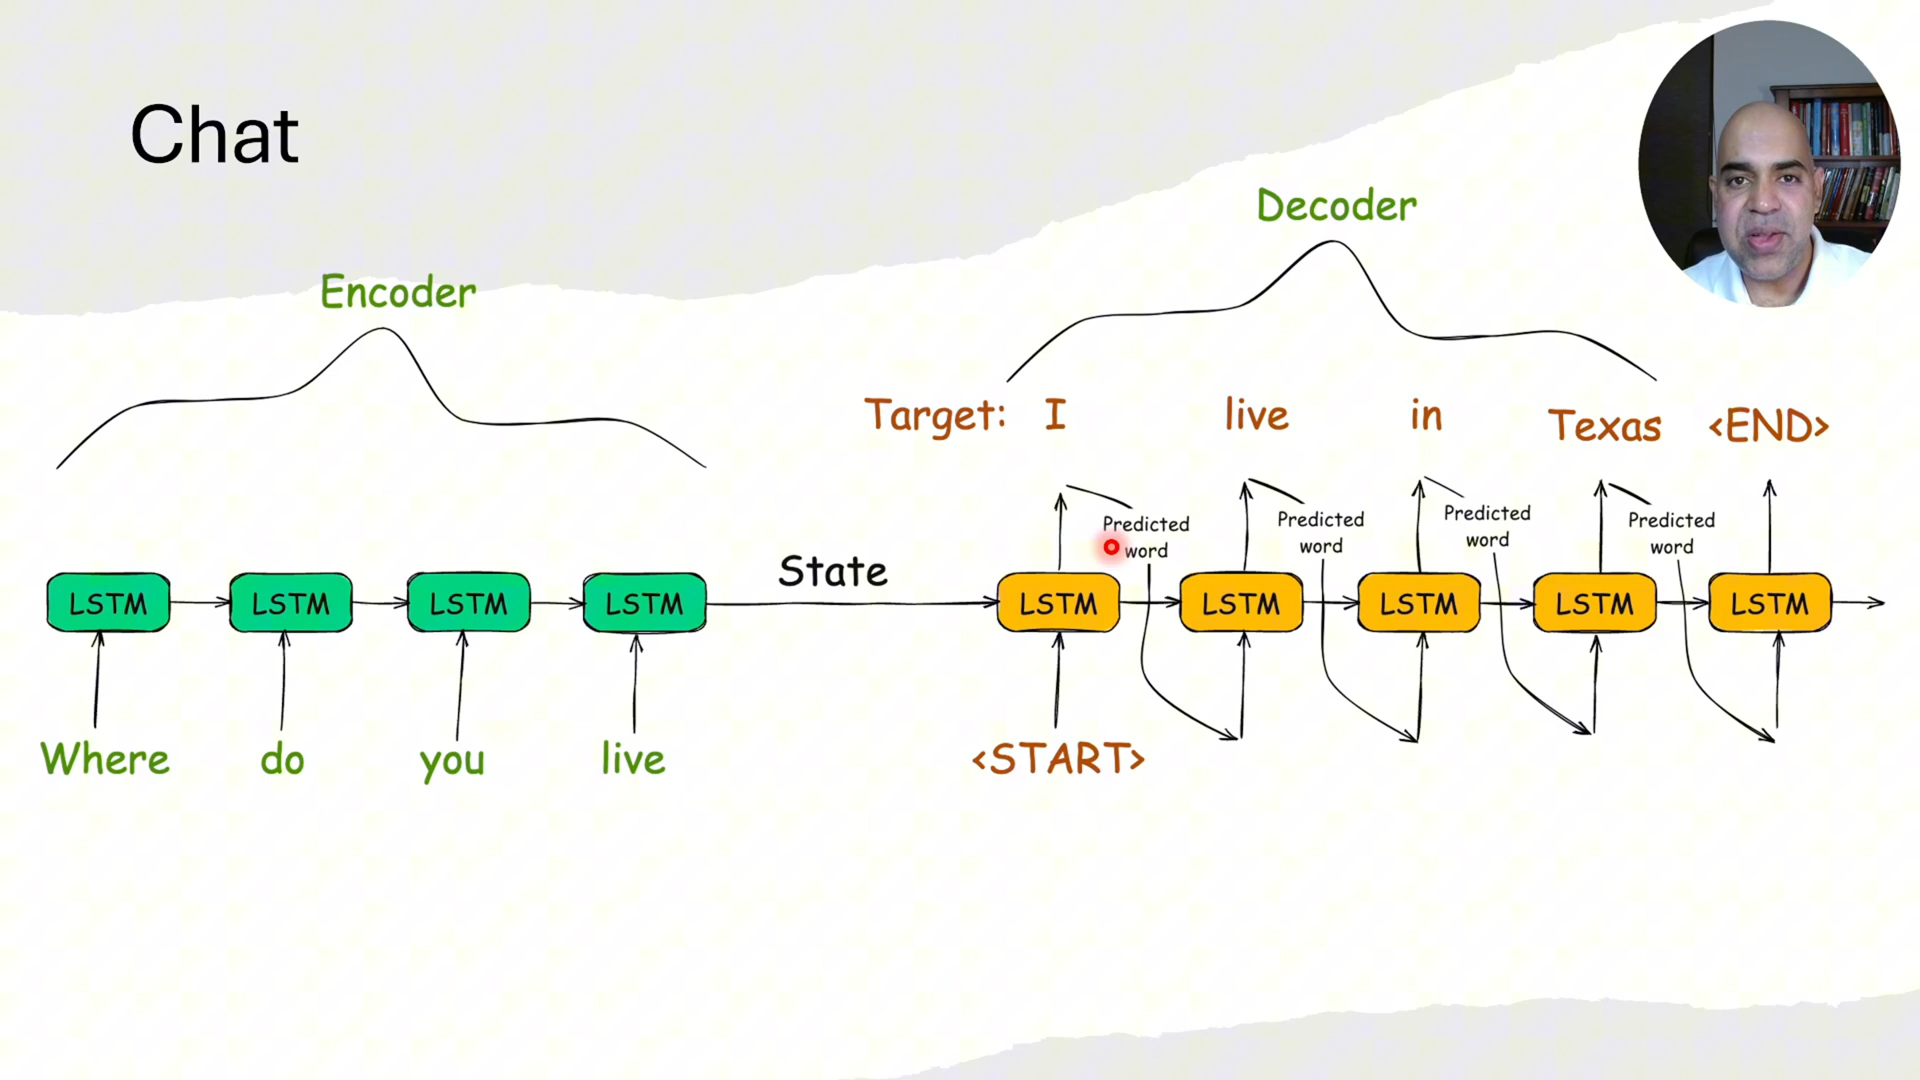 Chat
Decoder
Encoder
Target: I live in Texas <END>
Predicted
word
Predicted
word
Predicted
word
Predicted
word
State
LSTM LSTM LSTM LSTM LSTM LSTM LSTM LSTM LSTM
Where do you live <START>